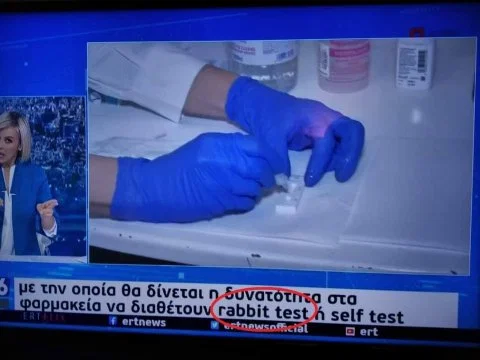 με την οποία θα δίνεται η δυνατότητα στα
φαρμακεία να διαθέτουν rabbit test ή self test
ertnews
ertnewsofficial
ert